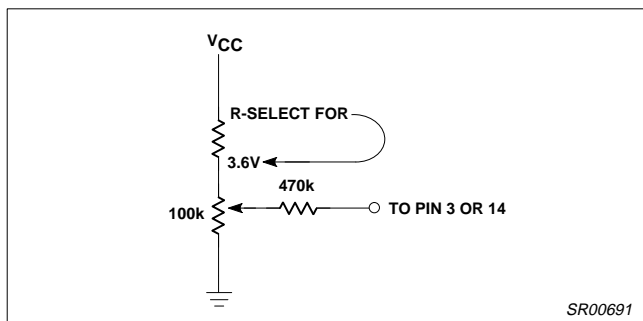 VCC
R-SELECT FOR
3.6V
470k
100k
TO PIN 3 OR 14
SR00691